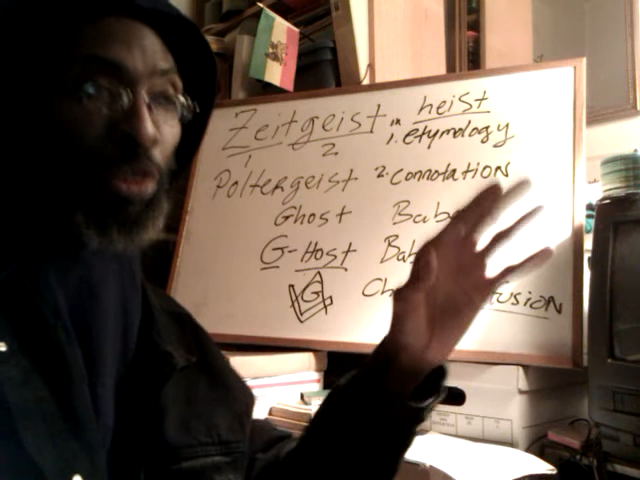 Zeitgeist in heist
1 2 1. etymology
Poltergeist 2. connotation
Ghost
G-Host
G